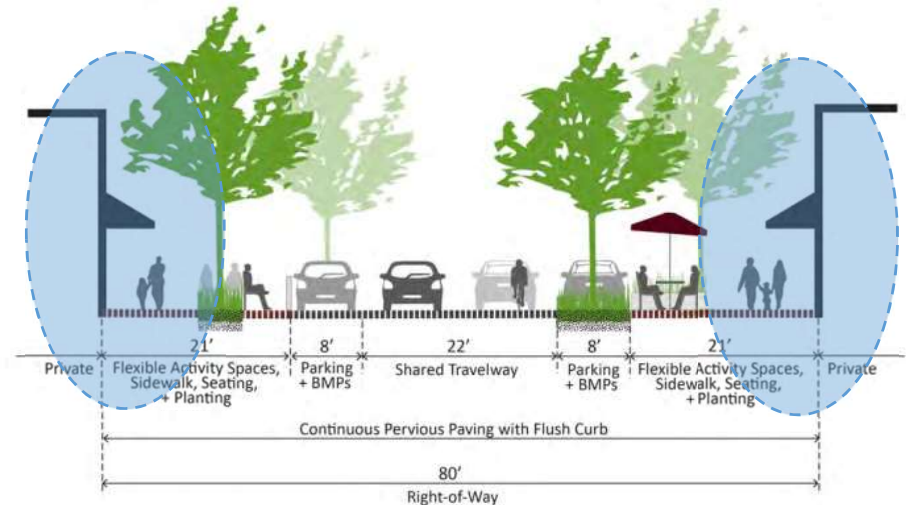 21’ 8’ 22’ 8’ 21’
Private Flexible Activity Spaces, Parking Shared Travelway Parking Flexible Activity Spaces, Private
Sidewalk, Seating, + BMPs + BMPs Sidewalk, Seating,
+ Planting + Planting
Continuous Pervious Paving with Flush Curb
80’
Right-of-Way